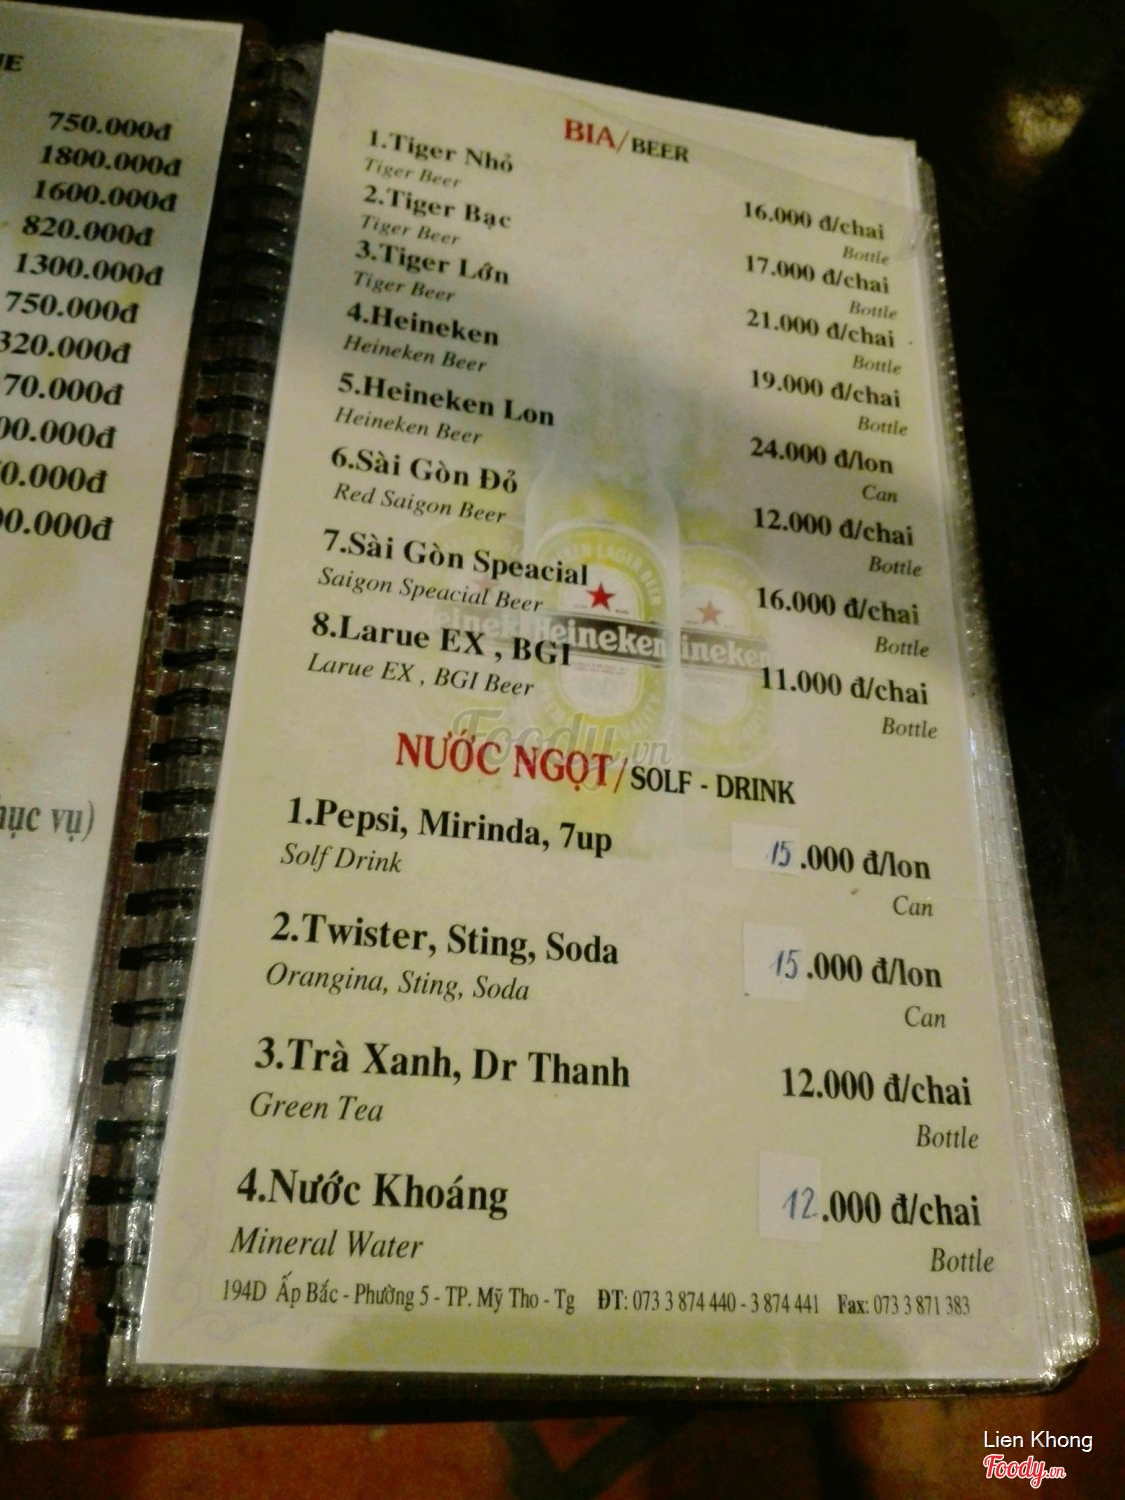 750.000đ
1800.000đ
1600.000đ
820.000đ
1300.000đ
750.000đ
320.000đ
70.000đ
00.000đ
0.000đ
00.000đ
vụ)
BIA/BEER
1.Tiger Nhỏ 16.000 đ/chai
Tiger Beer Bottle
2.Tiger Bạc 17.000 đ/chai
Tiger Beer Bottle
3.Tiger Lớn 21.000 đ/chai
Tiger Beer Bottle
4.Heineken 19.000 đ/chai
Heineken Beer Bottle
5.Heineken Lon 24.000 đ/lon
Heineken Beer Can
6.Sài Gòn Đỏ 12.000 đ/chai
Red Saigon Beer Bottle
7.Sài Gòn Speacial 16.000 đ/chai
Saigon Speacial Beer Bottle
8.Larue EX , BGI 11.000 đ/chai
Larue EX , BGI Beer Bottle
Heineken
Foody.vn
NƯỚC NGỌT/SOLF - DRINK
1.Pepsi, Mirinda, 7up 15.000 đ/lon
Solf Drink Can
2.Twister, Sting, Soda 15.000 đ/lon
Orangina, Sting, Soda Can
3.Trà Xanh, Dr Thanh 12.000 đ/chai
Green Tea Bottle
4.Nước Khoáng 12.000 đ/chai
Mineral Water Bottle
194D Ấp Bắc - Phường 5 - TP. Mỹ Tho - Tg ĐT: 073 3 874 440 - 3 874 441 Fax: 073 3 871 383
Lien Khong
Foody.vn